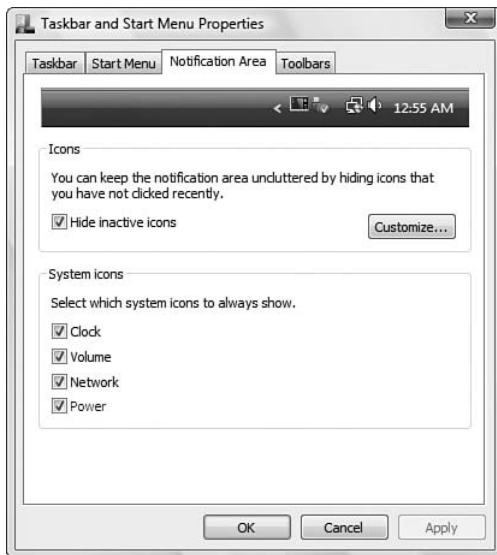 Taskbar and Start Menu Properties
Taskbar Start Menu Notification Area Toolbars
< 12:55 AM
Icons
You can keep the notification area uncluttered by hiding icons that
you have not clicked recently.
Hide inactive icons
Customize...
System icons
Select which system icons to always show.
Clock
Volume
Network
Power
OK Cancel Apply